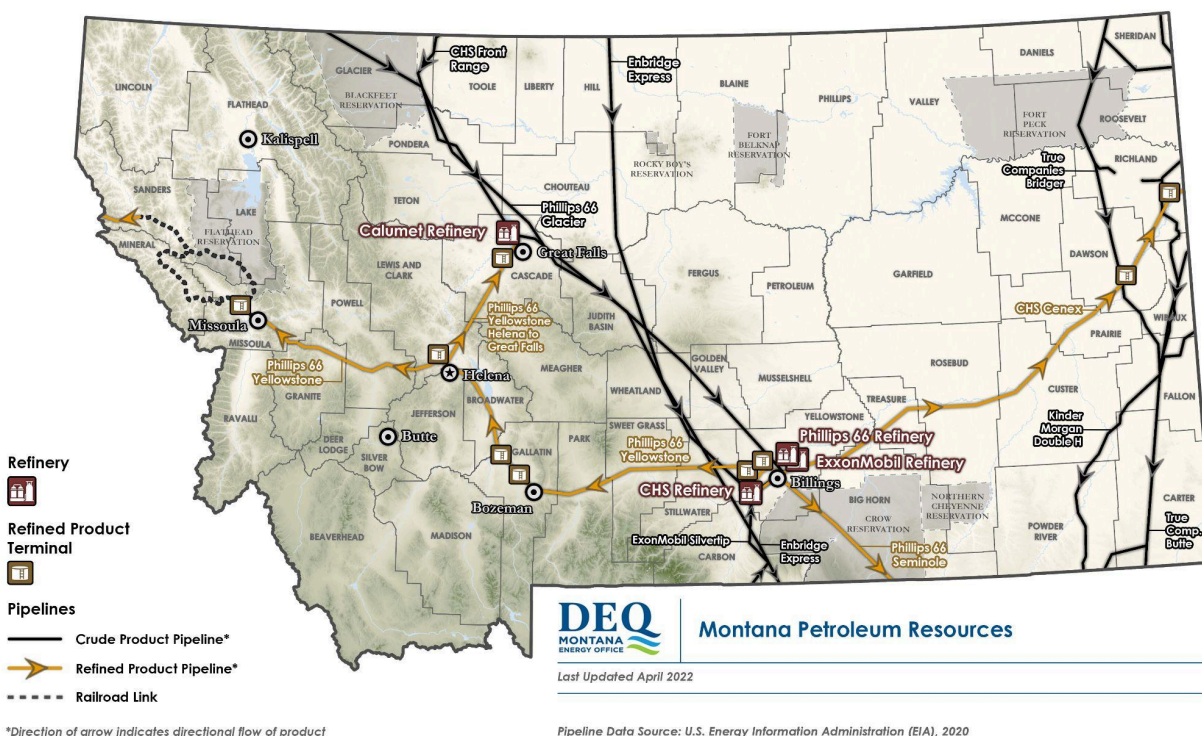 CHS Front
Range
Enbridge
Express
SHERIDAN
DANIELS
GLACIER
TOOLE
LIBERTY
HILL
BLAINE
PHILLIPS
VALLEY
LINCOLN
FLATHEAD
BLACKFEET
RESERVATION
FORT
PECK
RESERVATION
ROOSEVELT
Kalispell
PONDERA
ROCKY BOY'S
RESERVATION
FORT
BELKNAP
RESERVATION
True
Companies
Bridger
RICHLAND
SANDERS
LAKE
TETON
CHOUTEAU
Phillips 66
Glacier
MCCONE
FLATHEAD
RESERVATION
Calumet Refinery
Great Falls
MINERAL
LEWIS AND
CLARK
CASCADE
FERGUS
PETROLEUM
GARFIELD
DAWSON
POWELL
Phillips 66
Yellowstone
Helena to
Great Falls
JUDITH
BASIN
CHS Cenex
WIBAUX
Missoula
MISSOULA
PRAIRIE
Phillips 66
Yellowstone
Helena
MEAGHER
GOLDEN
VALLEY
MUSSELSHELL
ROSEBUD
GRANITE
BROADWATER
WHEATLAND
TREASURE
CUSTER
FALLON
RAVALLI
JEFFERSON
SWEET GRASS
YELLOWSTONE
Kinder
Morgan
Double H
Butte
DEER
LODGE
SILVER
BOW
GALLATIN
PARK
Phillips 66
Yellowstone
Phillips 66 Refinery
ExxonMobil Refinery
Billings
CHS Refinery
Bozeman
STILLWATER
BIG HORN
CROW
RESERVATION
NORTHERN
CHEYENNE
RESERVATION
CARTER
BEAVERHEAD
MADISON
ExonMobil Silvertip
CARBON
Enbridge
Express
Phillips 66
Seminole
POWDER
RIVER
True
Comp.
Butte
Refinery
Refined Product
Terminal
Pipelines
Crude Product Pipeline*
Refined Product Pipeline*
Railroad Link
*Direction of arrow indicates directional flow of product
DEQ
MONTANA
ENERGY OFFICE
Montana Petroleum Resources
Last Updated April 2022
Pipeline Data Source: U.S. Energy Information Administration (EIA), 2020